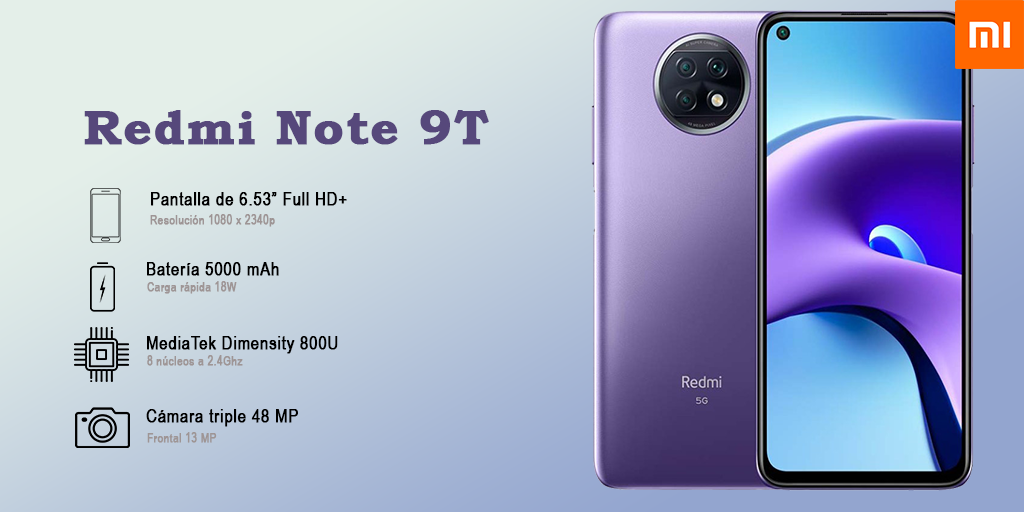 Redmi Note 9T
Pantalla de 6.53” Full HD+
Resolución 1080 x 2340p
Batería 5000 mAh
Carga rápida 18W
MediaTek Dimensity 800U
8 núcleos a 2.4Ghz
Cámara triple 48 MP
Frontal 13 MP
Redmi
5G
mi